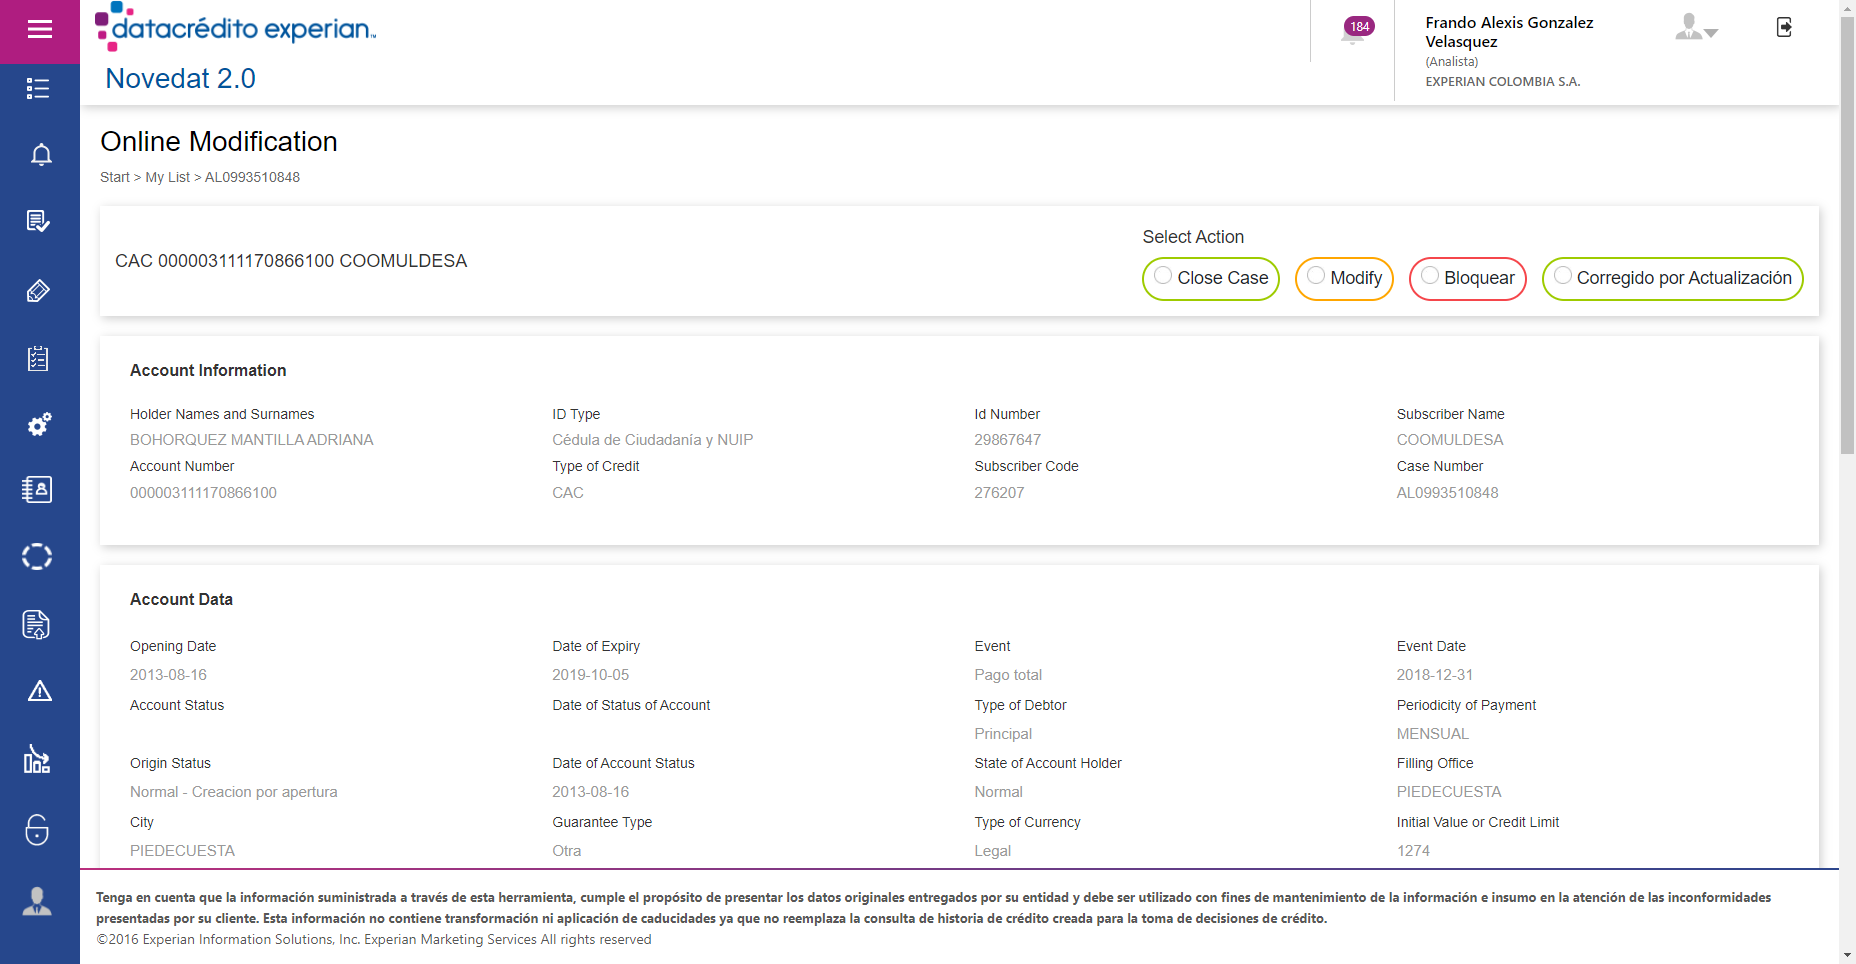 datacrédito experian™
184
Frando Alexis Gonzalez
Velasquez
(Analista)
EXPERIAN COLOMBIA S.A.
Novedat 2.0
Online Modification
Start > My List > AL0993510848
CAC 000003111170866100 COOMULDESA
Select Action
Close Case Modify Bloquear Corregido por Actualización
Account Information
Holder Names and Surnames ID Type Id Number Subscriber Name
BOHORQUEZ MANTILLA ADRIANA Cédula de Ciudadanía y NUIP 29867647 COOMULDESA
Account Number Type of Credit Subscriber Code Case Number
000003111170866100 CAC 276207 AL0993510848
Account Data
Opening Date Date of Expiry Event Event Date
2013-08-16 2019-10-05 Pago total 2018-12-31
Account Status Date of Status of Account Type of Debtor Periodicity of Payment
Principal MENSUAL
Origin Status Date of Account Status State of Account Holder Filling Office
Normal - Creacion por apertura 2013-08-16 Normal PIEDECUESTA
City Guarantee Type Type of Currency Initial Value or Credit Limit
PIEDECUESTA Otra Legal 1274
Tenga en cuenta que la información suministrada a través de esta herramienta, cumple el propósito de presentar los datos originales entregados por su entidad y debe ser utilizado con fines de mantenimiento de la información e insumo en la atención de las inconformidades
presentadas por su cliente. Esta información no contiene transformación ni aplicación de caducidades ya que no reemplaza la consulta de historia de crédito creada para la toma de decisiones de crédito.
©2016 Experian Information Solutions, Inc. Experian Marketing Services All rights reserved